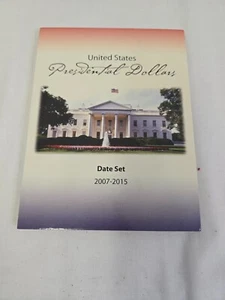 United States
Presidential Dollars
Date Set
2007-2015